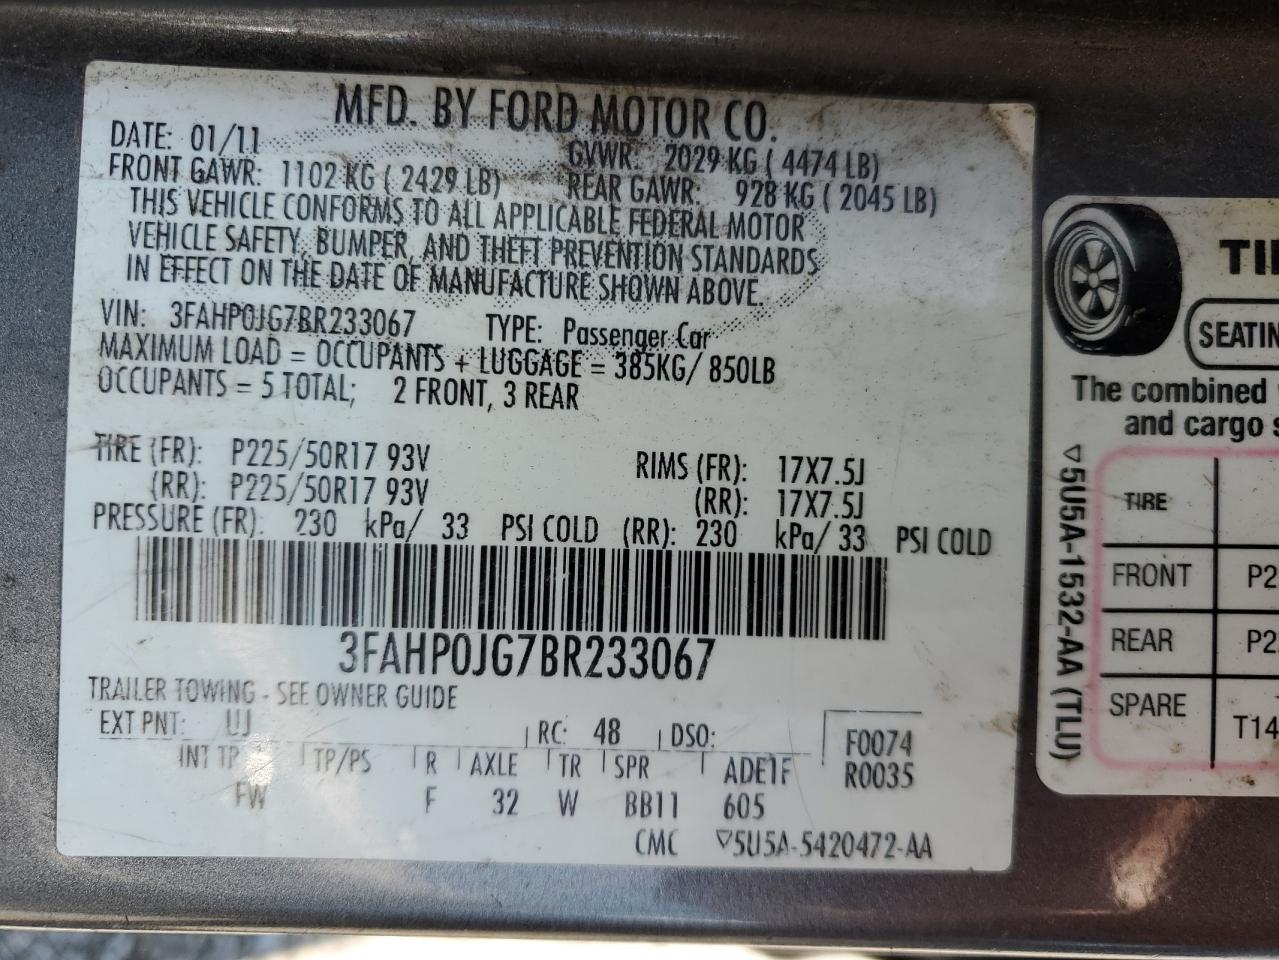 MFD. BY FORD MOTOR CO.
DATE: 01/11 GVWR: 2029 KG ( 4474 LB)
FRONT GAWR: 1102 KG ( 2429 LB) REAR GAWR: 928 KG ( 2045 LB)
THIS VEHICLE CONFORMS TO ALL APPLICABLE FEDERAL MOTOR
VEHICLE SAFETY, BUMPER, AND THEFT PREVENTION STANDARDS
IN EFFECT ON THE DATE OF MANUFACTURE SHOWN ABOVE.
VIN: 3FAHP0JG7BR233067 TYPE: Passenger Car
MAXIMUM LOAD = OCCUPANTS + LUGGAGE = 385KG/ 850LB
OCCUPANTS = 5 TOTAL; 2 FRONT, 3 REAR
TIRE (FR): P225/50R17 93V RIMS (FR): 17X7.5J
(RR): P225/50R17 93V (RR): 17X7.5J
PRESSURE (FR): 230 kPa/ 33 PSI COLD (RR): 230 kPa/ 33 PSI COLD
3FAHP0JG7BR233067
TRAILER TOWING - SEE OWNER GUIDE
EXT PNT: UJ RC: 48 DSO: F0074
R0035
INT TR TP/PS R AXLE TR SPR ADE1F
FW F 32 W BB11 605
CMC ▽5U5A-5420472-AA
SEATIN
The combined
and cargo
▽5U5A-1532-AA (TLU)
TIRE
FRONT P2
REAR P2
SPARE T14